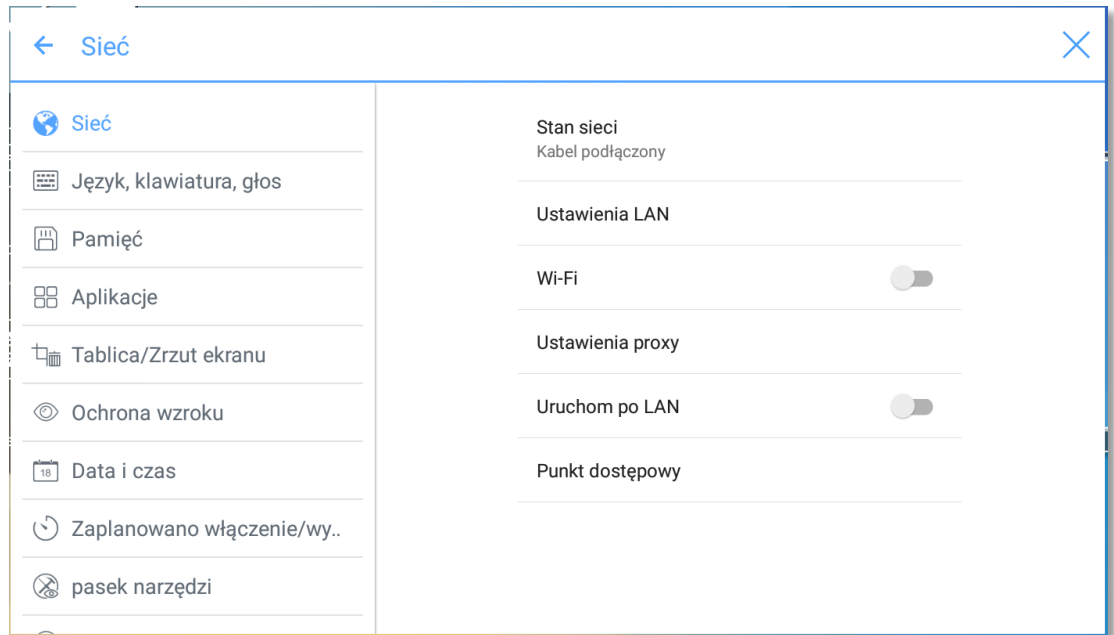 Sieć
Sieć
Język, klawiatura, głos
Pamięć
Aplikacje
Tablica/Zrzut ekranu
Ochrona wzroku
18
Data i czas
Zaplanowano włączenie/wy..
pasek narzędzi
Stan sieci
Kabel podłączony
Ustawienia LAN
Wi-Fi
Ustawienia proxy
Uruchom po LAN
Punkt dostępowy